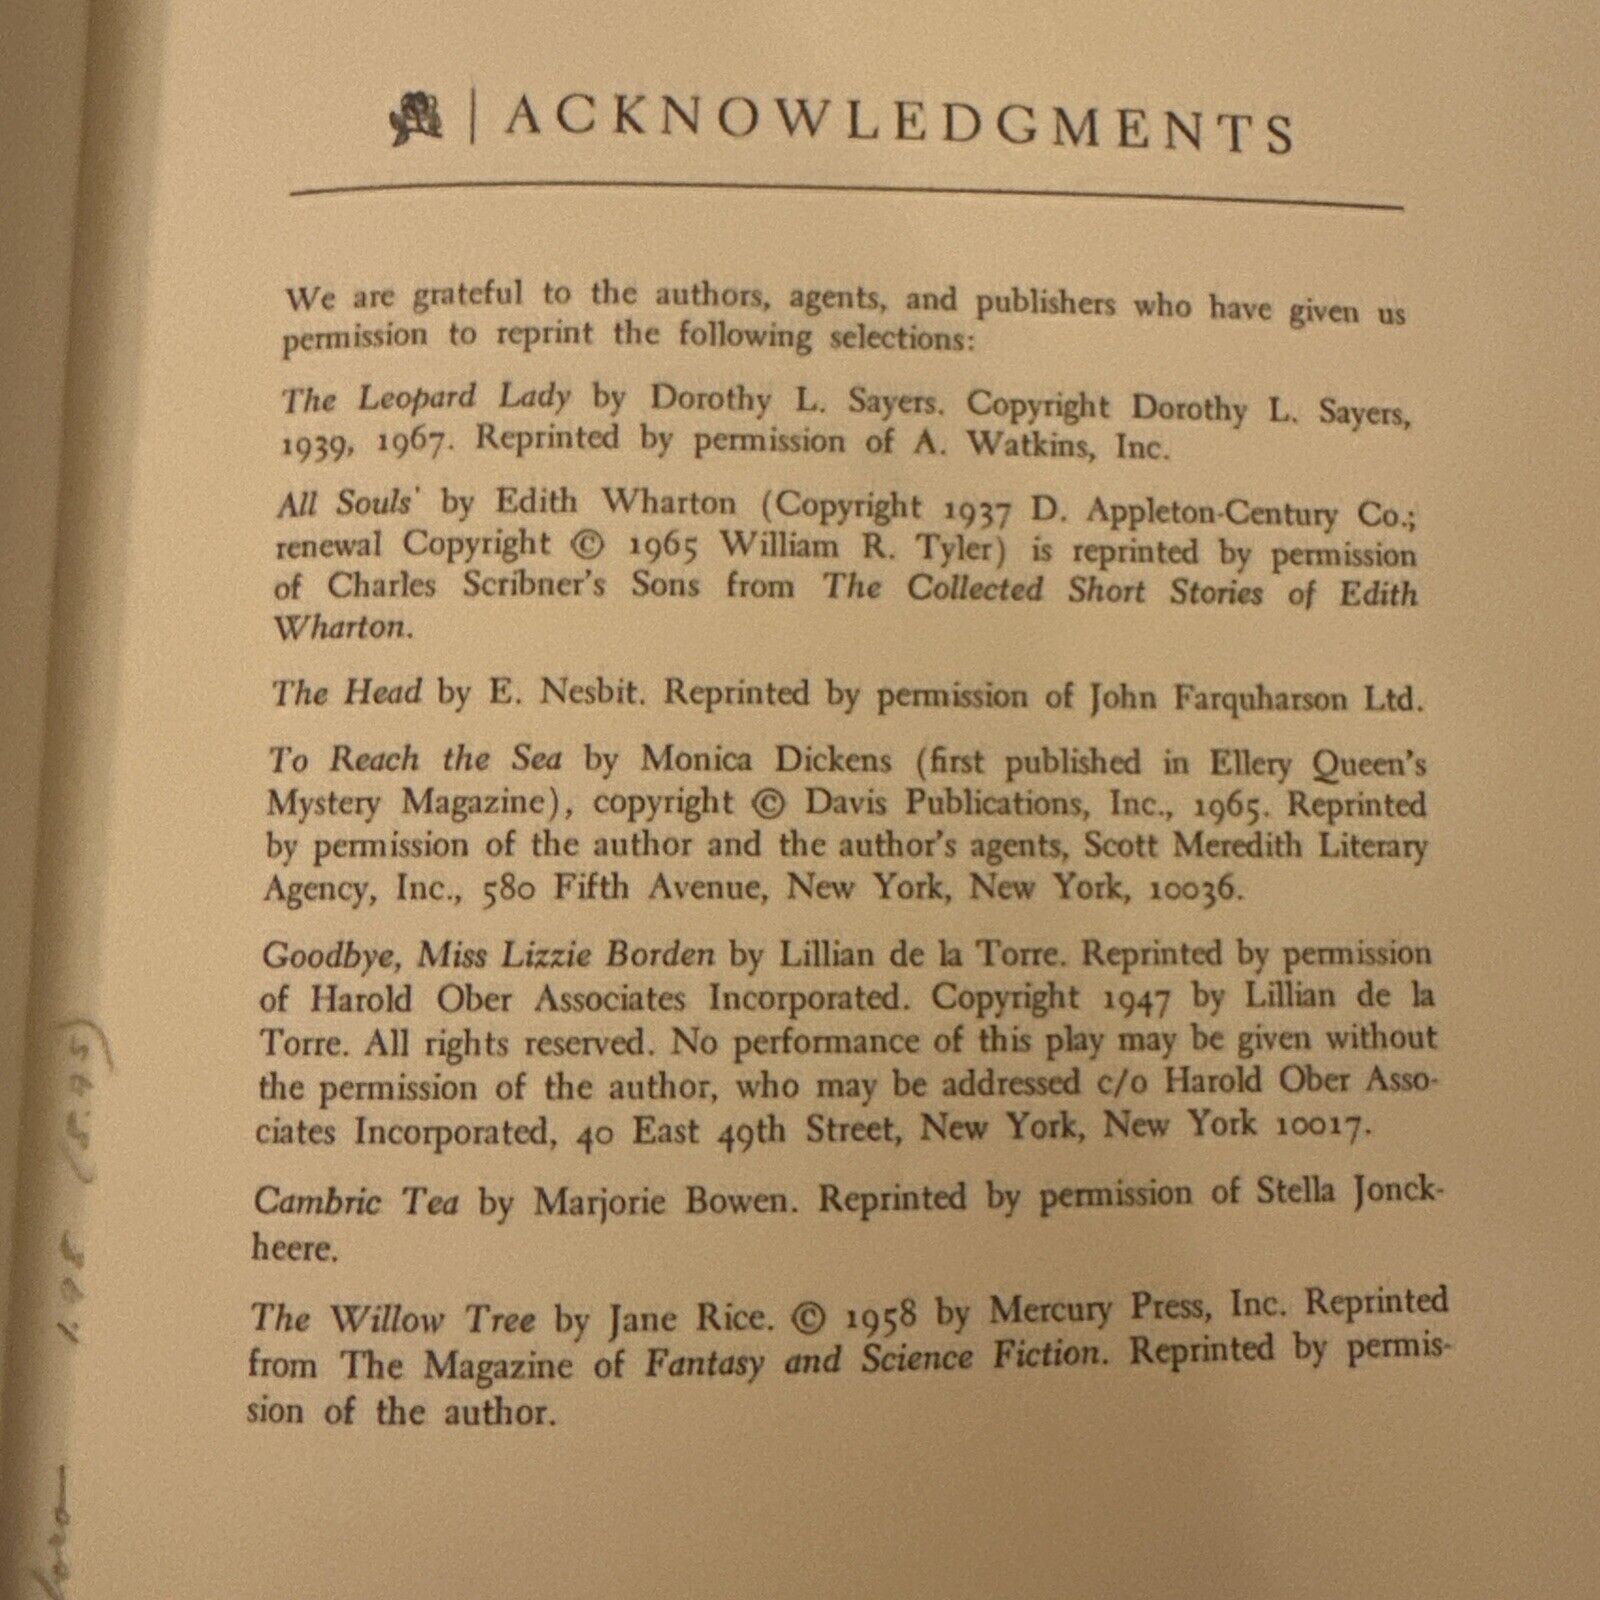 ACKNOWLEDGMENTS
We are grateful to the authors, agents, and publishers who have given us
permission to reprint the following selections:
The Leopard Lady by Dorothy L. Sayers. Copyright Dorothy L. Sayers,
1939, 1967. Reprinted by permission of A. Watkins, Inc.
All Souls' by Edith Wharton (Copyright 1937 D. Appleton-Century Co.;
renewal Copyright © 1965 William R. Tyler) is reprinted by permission
of Charles Scribner's Sons from The Collected Short Stories of Edith
Wharton.
The Head by E. Nesbit. Reprinted by permission of John Farquharson Ltd.
To Reach the Sea by Monica Dickens (first published in Ellery Queen's
Mystery Magazine), copyright © Davis Publications, Inc., 1965. Reprinted
by permission of the author and the author's agents, Scott Meredith Literary
Agency, Inc., 580 Fifth Avenue, New York, New York, 10036.
Goodbye, Miss Lizzie Borden by Lillian de la Torre. Reprinted by permission
of Harold Ober Associates Incorporated. Copyright 1947 by Lillian de la
Torre. All rights reserved. No performance of this play may be given without
the permission of the author, who may be addressed c/o Harold Ober Asso-
ciates Incorporated, 40 East 49th Street, New York, New York 10017.
Cambric Tea by Marjorie Bowen. Reprinted by permission of Stella Jonck-
heere.
The Willow Tree by Jane Rice. © 1958 by Mercury Press, Inc. Reprinted
from The Magazine of Fantasy and Science Fiction. Reprinted by permis-
sion of the author.
1.98 (5.95)